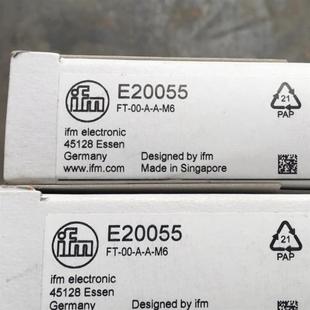 ifm
E20055
FT-00-A-A-M6
ifm electronic
45128 Essen
Germany
Designed by ifm
www.ifm.com
Made in Singapore
21
PAP
ifm
E20055
FT-00-A-A-M6
ifm electronic
45128 Essen
Germany
Designed by ifm
21
PAP